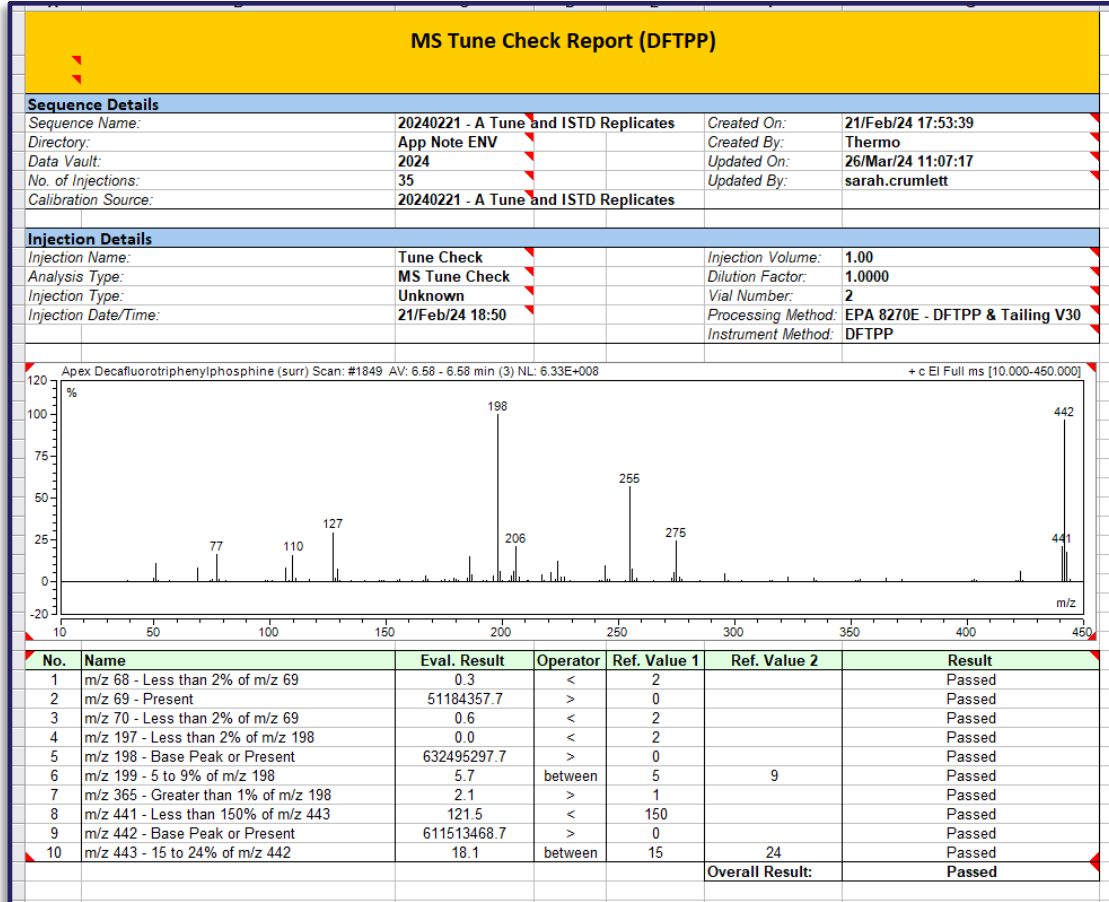 MS Tune Check Report (DFTPP)
Sequence Details
Sequence Name: 20240221 - A Tune and ISTD Replicates Created On: 21/Feb/24 17:53:39
Directory: App Note ENV Created By: Thermo
Data Vault: 2024 Updated On: 26/Mar/24 11:07:17
No. of Injections: 35 Updated By: sarah.crumlett
Calibration Source: 20240221 - A Tune and ISTD Replicates
Injection Details
Injection Name: Tune Check Injection Volume: 1.00
Analysis Type: MS Tune Check Dilution Factor: 1.0000
Injection Type: Unknown Vial Number: 2
Injection Date/Time: 21/Feb/24 18:50 Processing Method: EPA 8270E - DFTPP & Tailing V30
Instrument Method: DFTPP
Apex Decafluorotriphenylphosphine (surr) Scan: #1849 AV: 6.58 - 6.58 min (3) NL: 6.33E+008 + c EI Full ms [10.000-450.000]
120
%
100 198 442
75
255
50
127 275
25 77 110 206 441
0
m/z
-20
10 50 100 150 200 250 300 350 400 450
No. Name Eval. Result Operator Ref. Value 1 Ref. Value 2 Result
1 m/z 68 - Less than 2% of m/z 69 0.3 < 2 Passed
2 m/z 69 - Present 51184357.7 > 0 Passed
3 m/z 70 - Less than 2% of m/z 69 0.6 < 2 Passed
4 m/z 197 - Less than 2% of m/z 198 0.0 < 2 Passed
5 m/z 198 - Base Peak or Present 632495297.7 > 0 Passed
6 m/z 199 - 5 to 9% of m/z 198 5.7 between 5 9 Passed
7 m/z 365 - Greater than 1% of m/z 198 2.1 > 1 Passed
8 m/z 441 - Less than 150% of m/z 443 121.5 < 150 Passed
9 m/z 442 - Base Peak or Present 611513468.7 > 0 Passed
10 m/z 443 - 15 to 24% of m/z 442 18.1 between 15 24 Passed
Overall Result: Passed